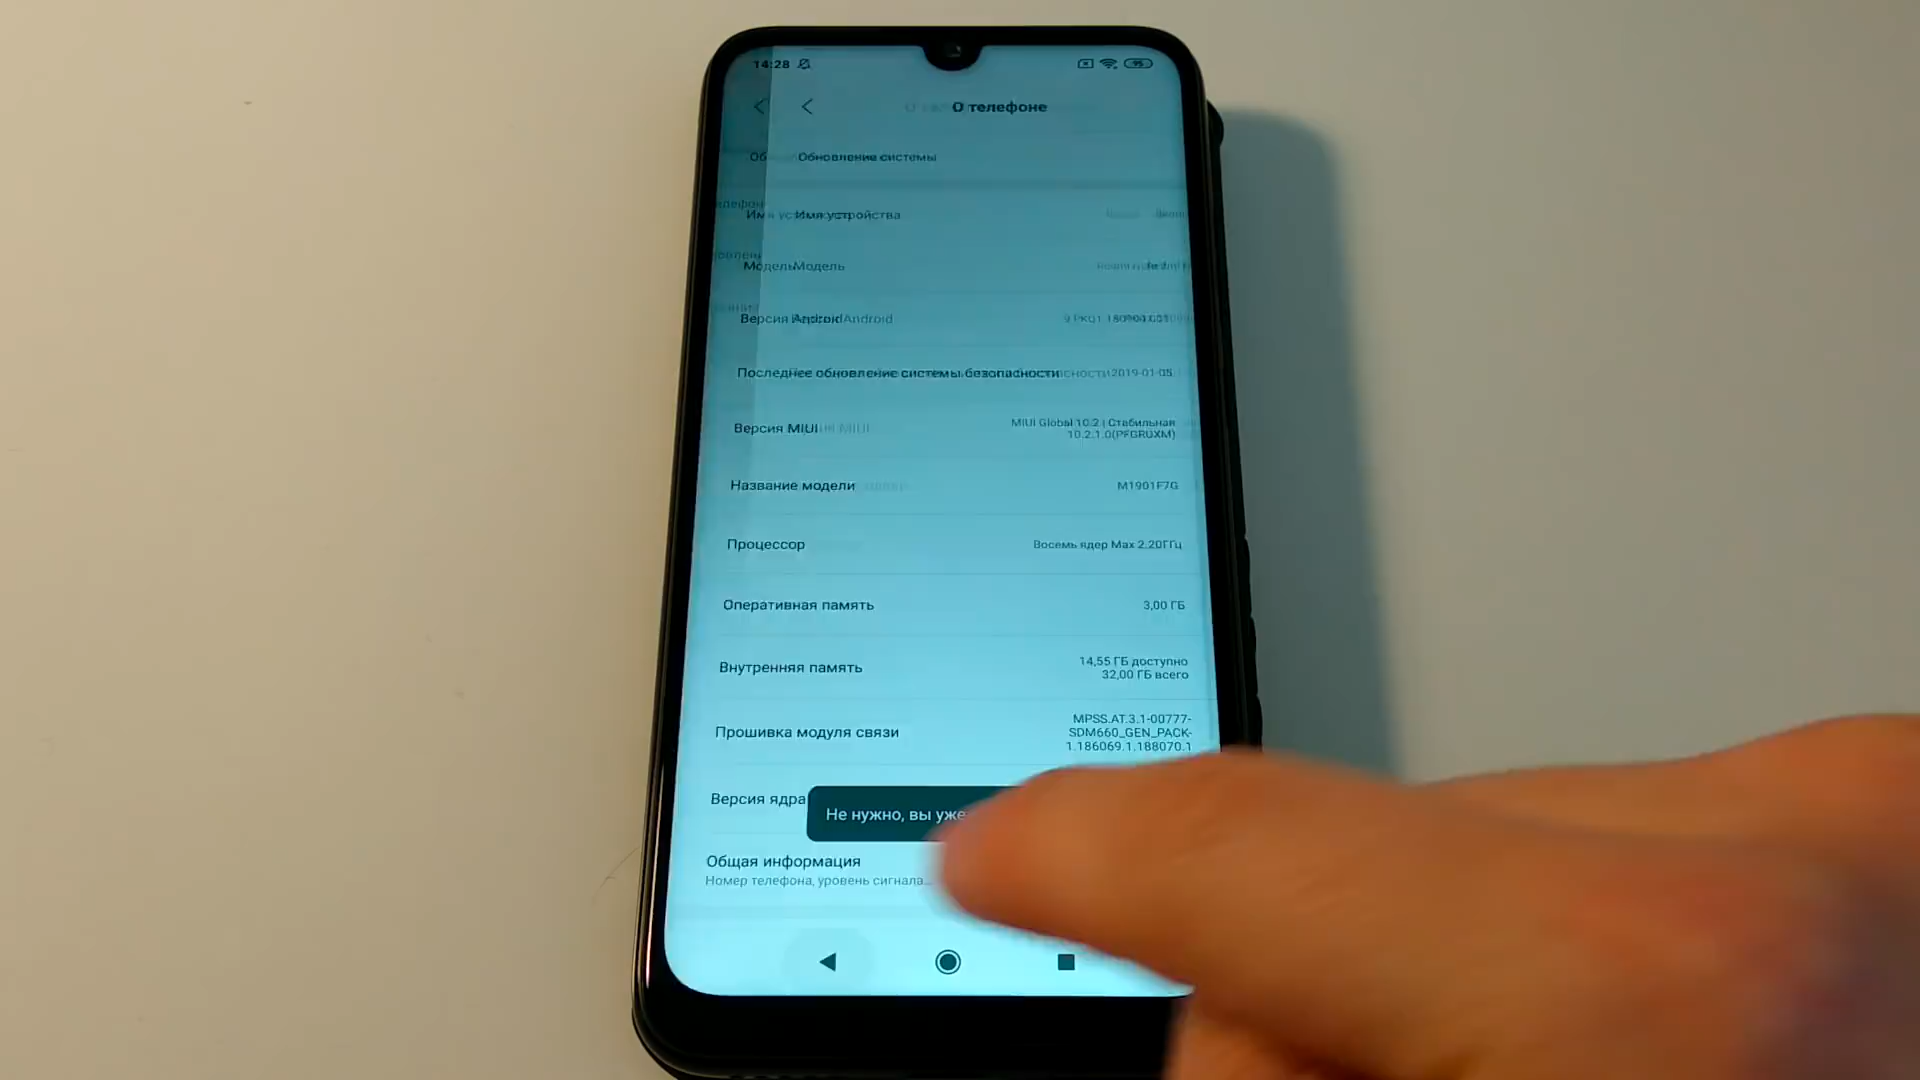 14:28
95
О телефоне
Обновление системы
Имя устройства
Модель
Версия Android
Последнее обновление системы безопасности 2019-01-05
Версия MIUI
MIUI Global 10.2 | Стабильная
10.2.1.0(PFGRUXM)
Название модели M1901F7G
Процессор Восемь ядер Max 2.20ГГц
Оперативная память 3,00 ГБ
Внутренняя память
14,55 ГБ доступно
32,00 ГБ всего
Прошивка модуля связи
MPSS.AT.3.1-00777-
SDM660_GEN_PACK-
1.186069.1.188070.1
Версия ядра
Не нужно, вы уже
Общая информация
Номер телефона, уровень сигнала...